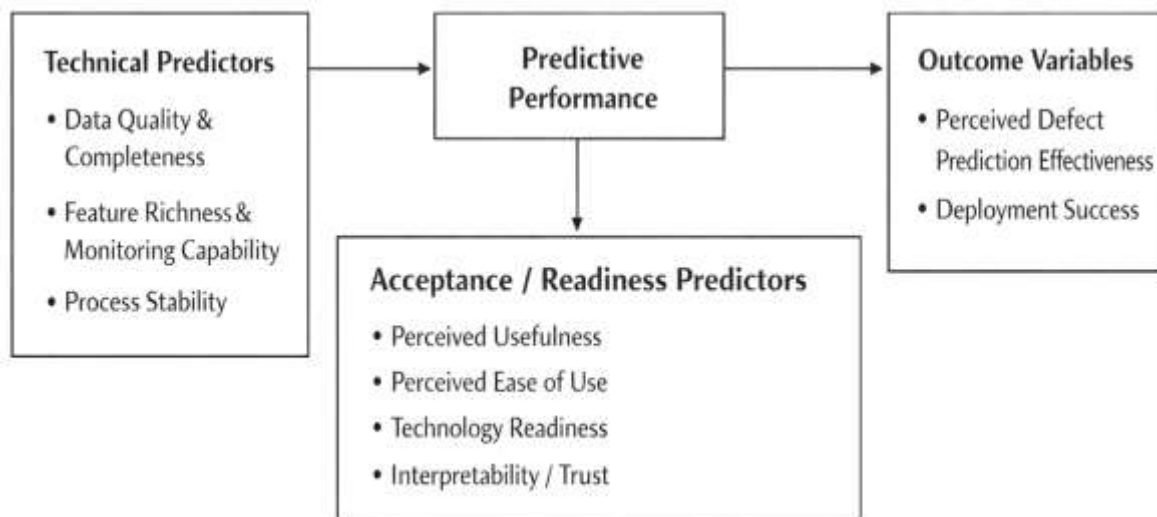 Technical Predictors
• Data Quality &
Completeness
• Feature Richness &
Monitoring Capability
• Process Stability
Predictive
Performance
Outcome Variables
• Perceived Defect
Prediction Effectiveness
• Deployment Success
Acceptance / Readiness Predictors
• Perceived Usefulness
• Perceived Ease of Use
• Technology Readiness
• Interpretability / Trust